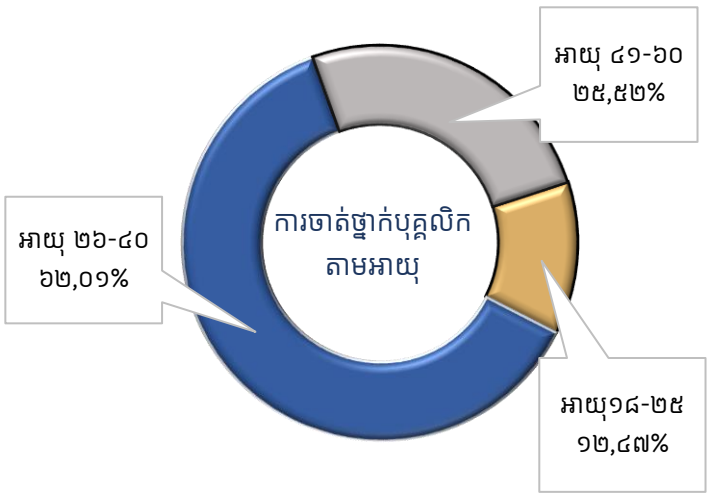 អាយុ ៤១-៦០
២៥,៥២%
ការចាត់ថ្នាក់បុគ្គលិក
តាមអាយុ
អាយុ ២៦-៤០
៦២,០១%
អាយុ១៨-២៥
១២,៤៧%